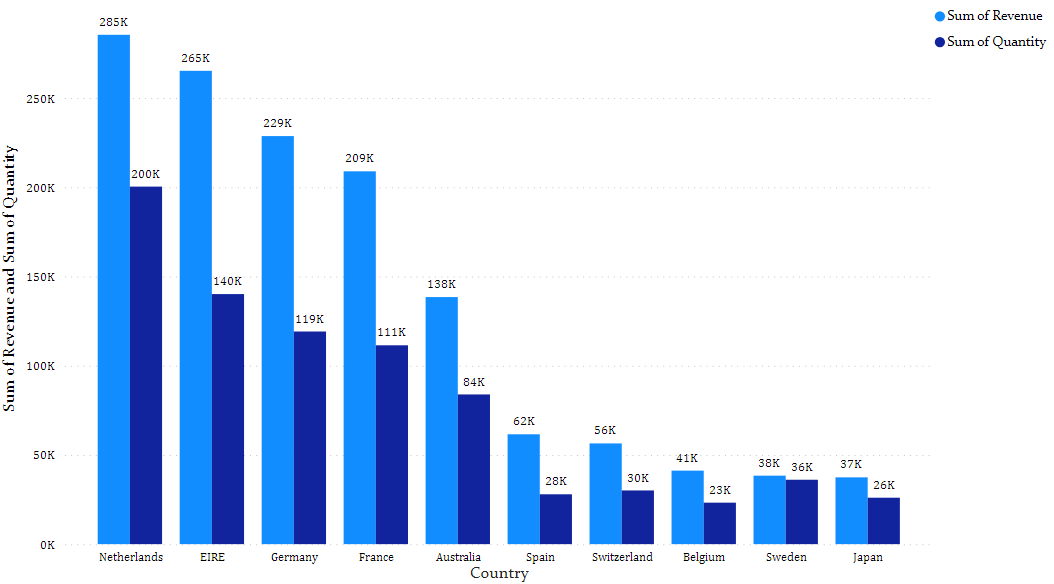 Sum of Revenue
Sum of Quantity
Sum of Revenue and Sum of Quantity
250K
200K
150K
100K
50K
0K
285K
200K
265K
140K
229K
119K
209K
111K
138K
84K
62K
28K
56K
30K
41K
23K
38K
36K
37K
26K
Netherlands
EIRE
Germany
France
Australia
Spain
Switzerland
Belgium
Sweden
Japan
Country